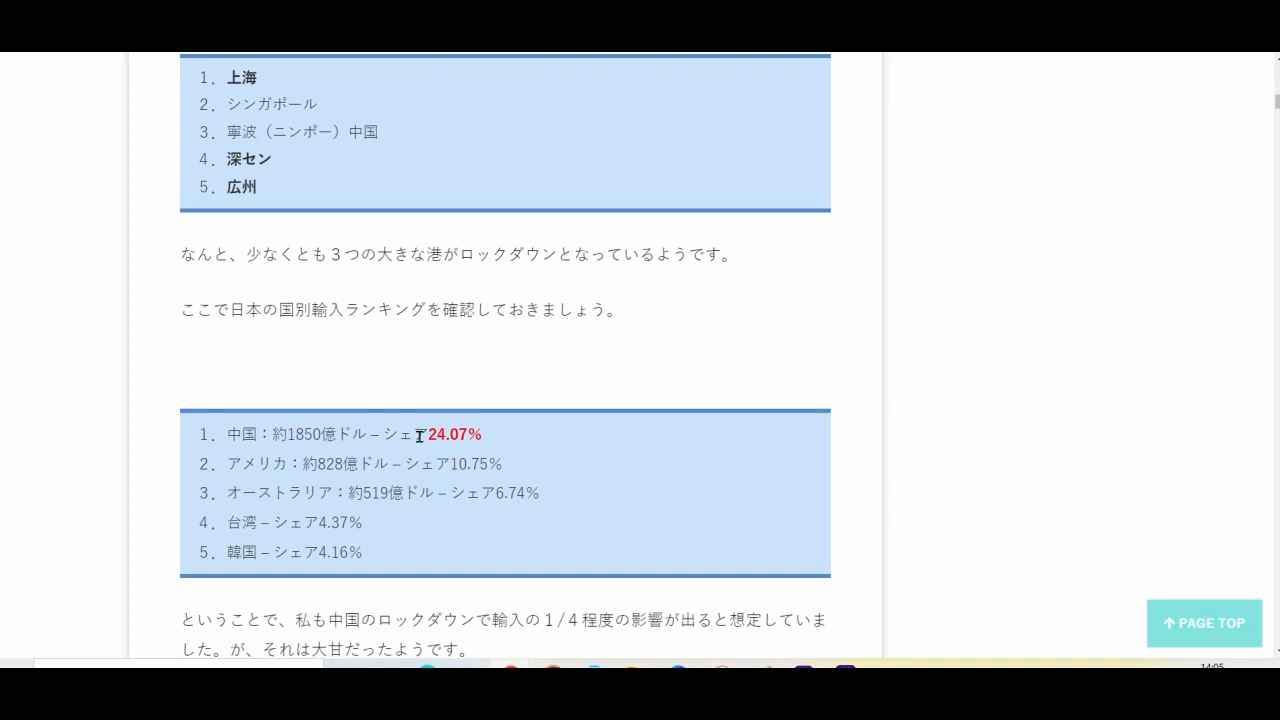 1. 上海
2. シンガポール
3. 寧波（ニンポー）中国
4. 深セン
5. 広州
なんと、少なくとも３つの大きな港がロックダウンとなっているようです。
ここで日本の国別輸入ランキングを確認しておきましょう。
1. 中国：約1850億ドル – シェア24.07%
2. アメリカ：約828億ドル – シェア10.75%
3. オーストラリア：約519億ドル – シェア6.74%
4. 台湾 – シェア4.37%
5. 韓国 – シェア4.16%
ということで、私も中国のロックダウンで輸入の１/４程度の影響が出ると想定していま
した。が、それは大甘だったようです。
↑ PAGE TOP
14:05